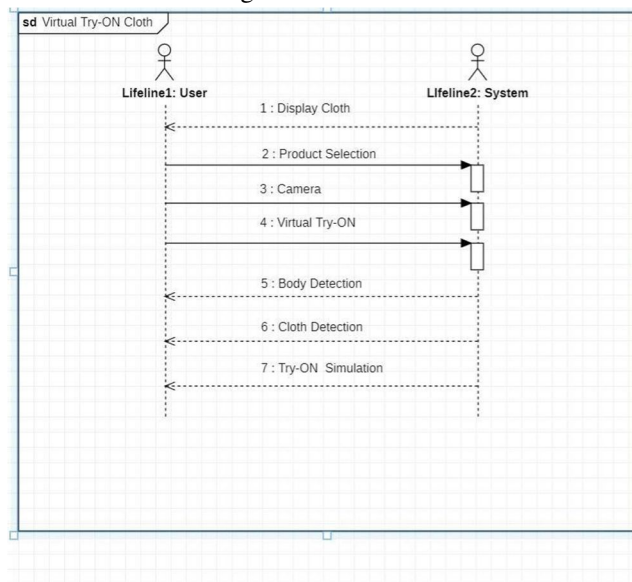 sd Virtual Try-ON Cloth
Lifeline1: User
LIfeline2: System
1 : Display Cloth
2 : Product Selection
3 : Camera
4 : Virtual Try-ON
5 : Body Detection
6 : Cloth Detection
7 : Try-ON Simulation